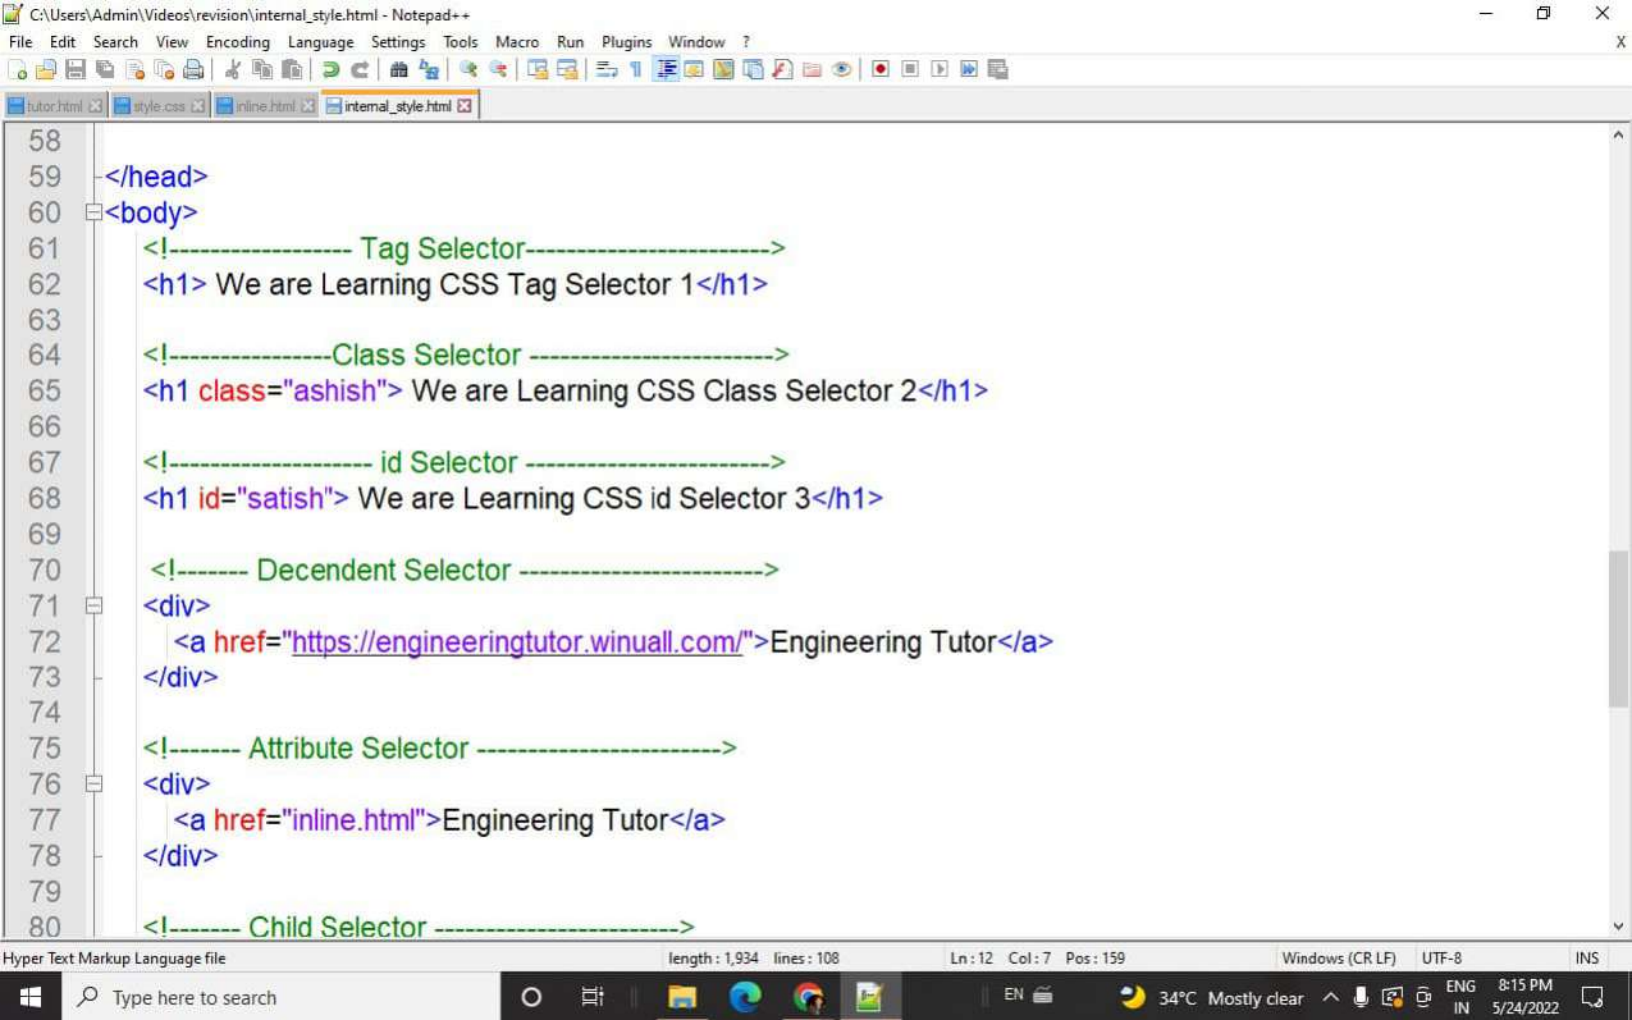 C:\Users\Admin\Videos\revision\internal_style.html - Notepad++
File Edit Search View Encoding Language Settings Tools Macro Run Plugins Window ? X
tutor.html style.css inline.html internal_style.html
58
59 </head>
60 <body>
61 <!------------------ Tag Selector------------------------>
62 <h1> We are Learning CSS Tag Selector 1</h1>
63
64 <!----------------Class Selector ------------------------>
65 <h1 class="ashish"> We are Learning CSS Class Selector 2</h1>
66
67 <!-------------------- id Selector ------------------------>
68 <h1 id="satish"> We are Learning CSS id Selector 3</h1>
69
70 <!------- Decendent Selector ------------------------>
71 <div>
72 <a href="https://engineeringtutor.winuall.com/">Engineering Tutor</a>
73 </div>
74
75 <!------- Attribute Selector ------------------------>
76 <div>
77 <a href="inline.html">Engineering Tutor</a>
78 </div>
79
80 <!------- Child Selector ------------------------>
Hyper Text Markup Language file length : 1,934 lines : 108 Ln : 12 Col : 7 Pos : 159 Windows (CR LF) UTF-8 INS
Type here to search EN 34°C Mostly clear ENG IN 8:15 PM 5/24/2022